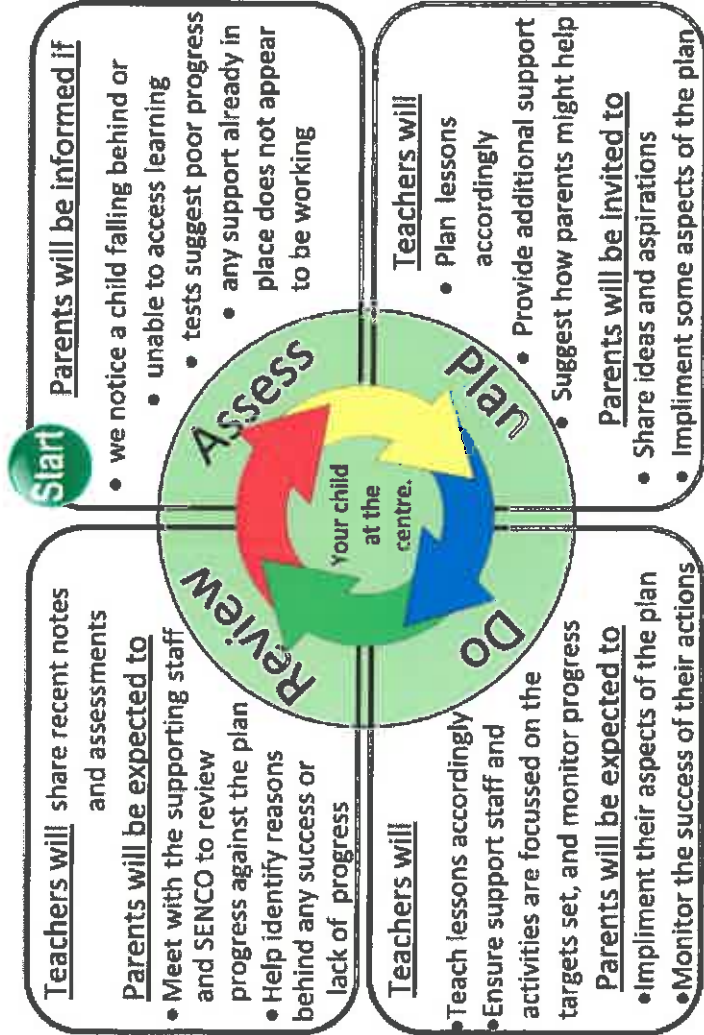 Start
Parents will be informed if
• we notice a child falling behind or
• unable to access learning
• tests suggest poor progress
• any support already in
place does not appear
to be working
Assess
Teachers will
• Plan lessons
accordingly
• Provide additional support
• Suggest how parents might help
Parents will be invited to
• Share ideas and aspirations
• Impliment some aspects of the plan
Plan
Teachers will
• Teach lessons accordingly
• Ensure support staff and
activities are focussed on the
targets set, and monitor progress
Parents will be expected to
• Impliment their aspects of the plan
• Monitor the success of their actions
Do
Teachers will share recent notes
and assessments
Parents will be expected to
• Meet with the supporting staff
and SENCO to review
progress against the plan
• Help identify reasons
behind any success or
lack of progress
Review
Your child
at the
centre.